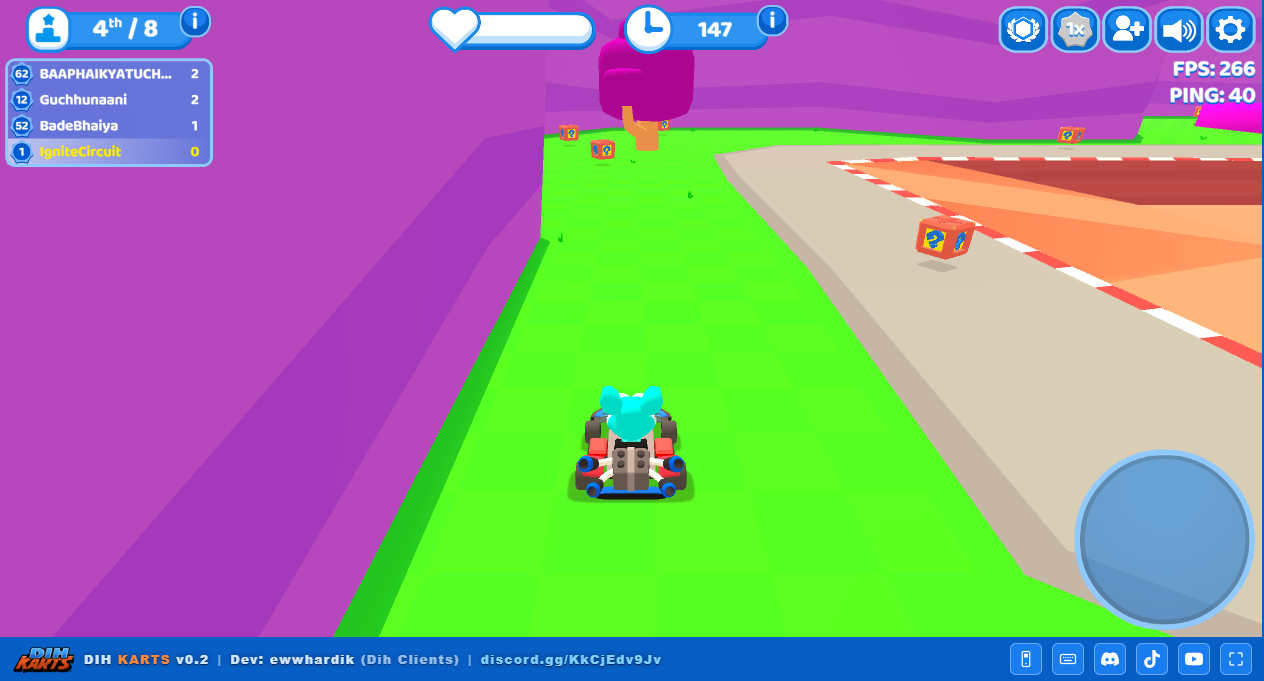 4th / 8
i
147
i
1x
62 BAAPHAIKYATUCH... 2
12 Guchhunaani 2
52 BadeBhaiya 1
1 IgniteCircuit 0
FPS: 266
PING: 40
?
?
?
DIH KARTS
DIH KARTS v0.2 | Dev: ewwhardik (Dih Clients) | discord.gg/KkCjEdv9Jv